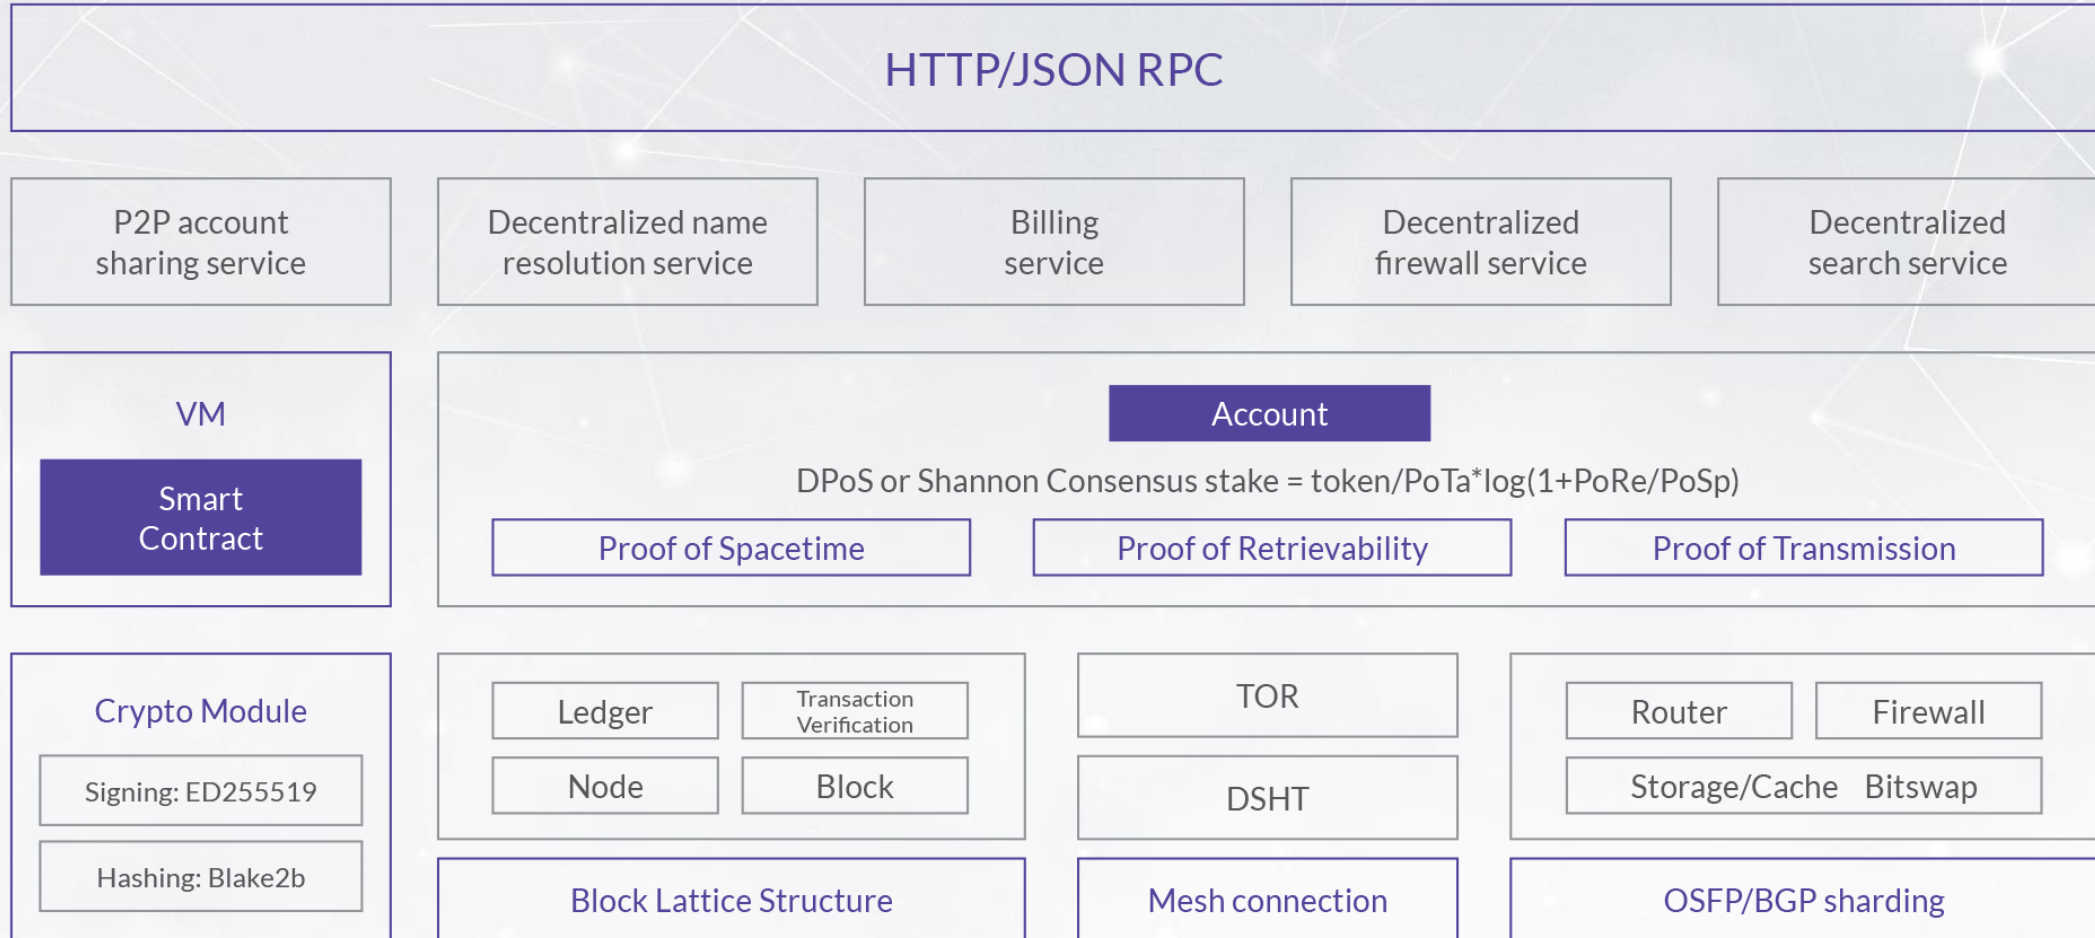 HTTP/JSON RPC
P2P account
sharing service
Decentralized name
resolution service
Billing
service
Decentralized
firewall service
Decentralized
search service
VM
Smart
Contract
Account
DPoS or Shannon Consensus stake = token/PoTa*log(1+PoRe/PoSp)
Proof of Spacetime
Proof of Retrievability
Proof of Transmission
Crypto Module
Signing: ED255519
Hashing: Blake2b
Ledger
Transaction
Verification
Node
Block
Block Lattice Structure
TOR
DSHT
Mesh connection
Router
Firewall
Storage/Cache Bitswap
OSFP/BGP sharding